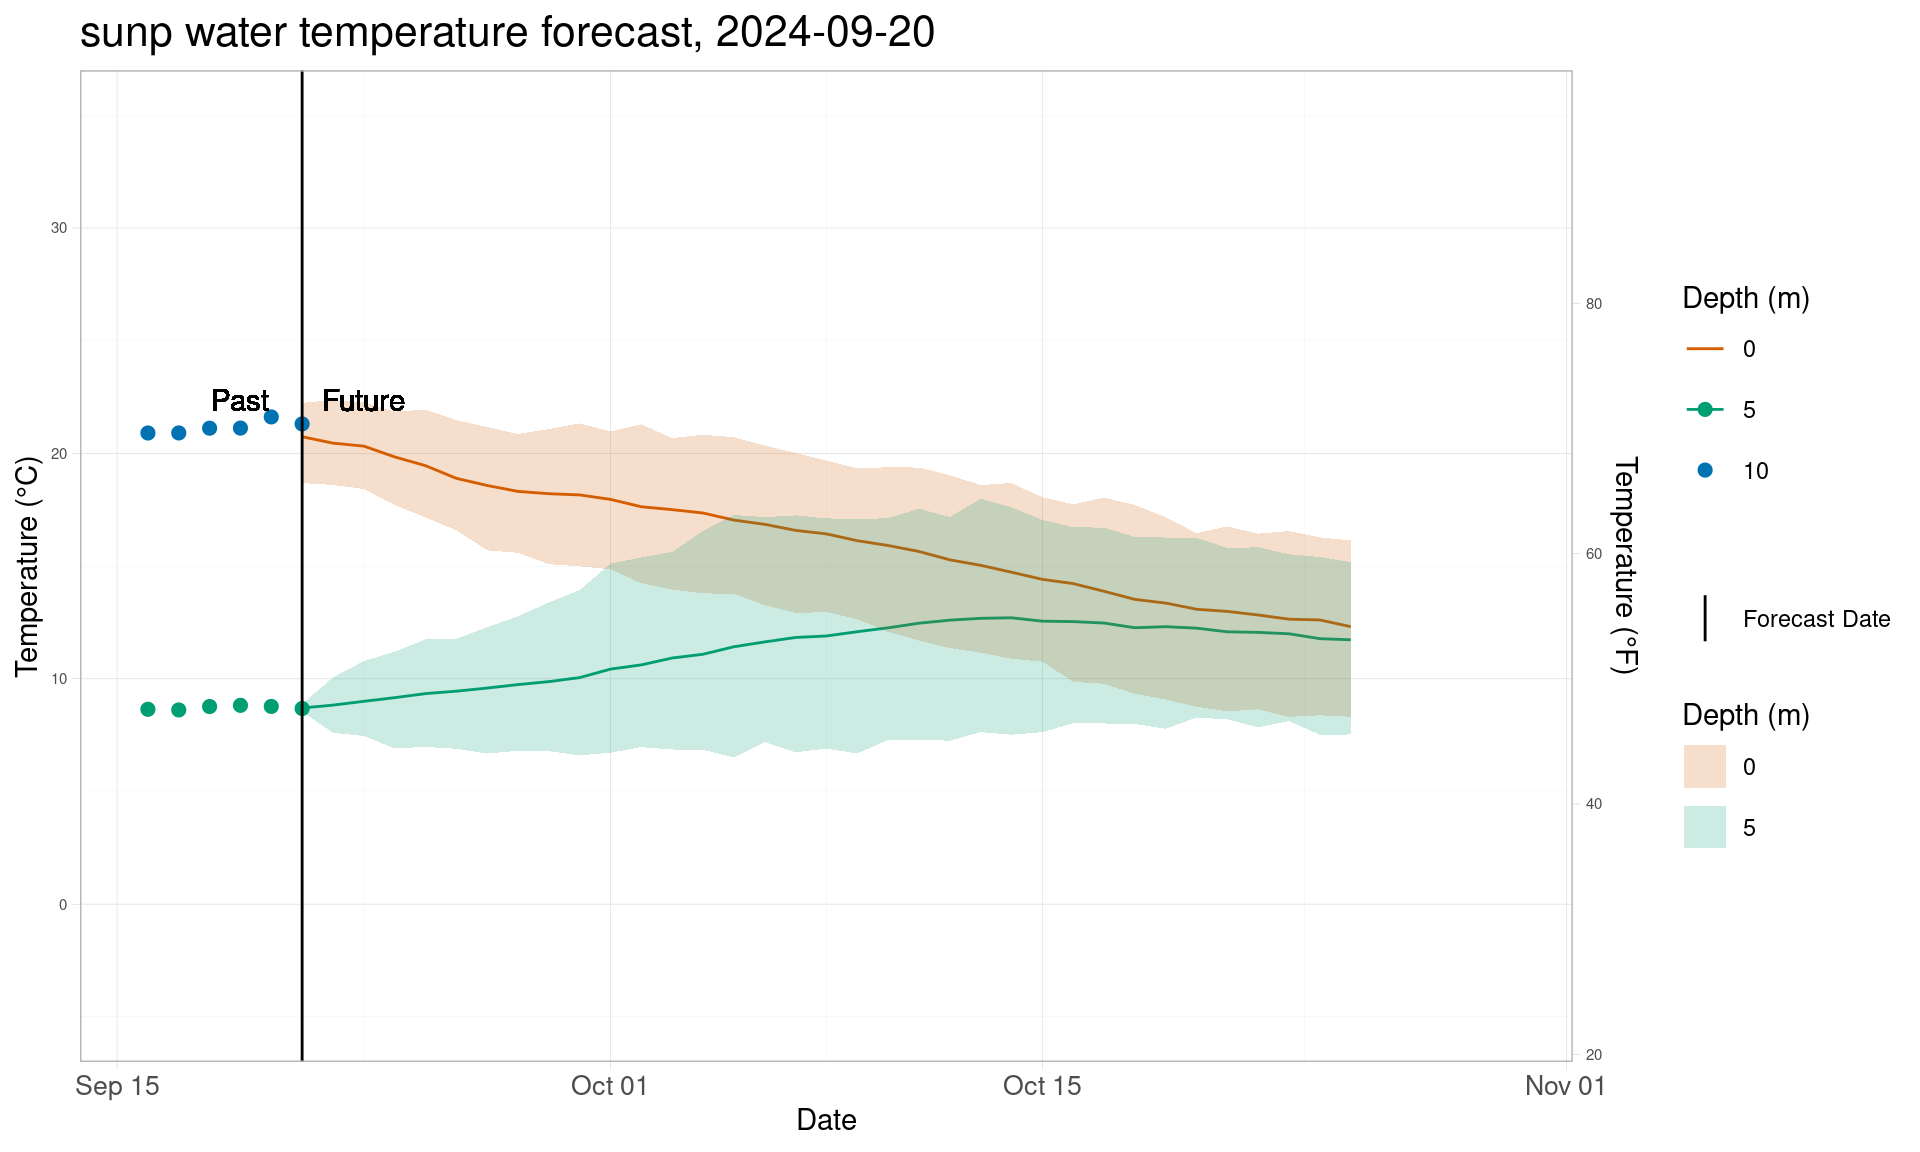 sunp water temperature forecast, 2024-09-20
Temperature (°C)
30
20
10
0
Past
Future
80
60
40
20
Temperature (°F)
Sep 15
Oct 01
Oct 15
Nov 01
Date
Depth (m)
0
5
10
Forecast Date
Depth (m)
0
5